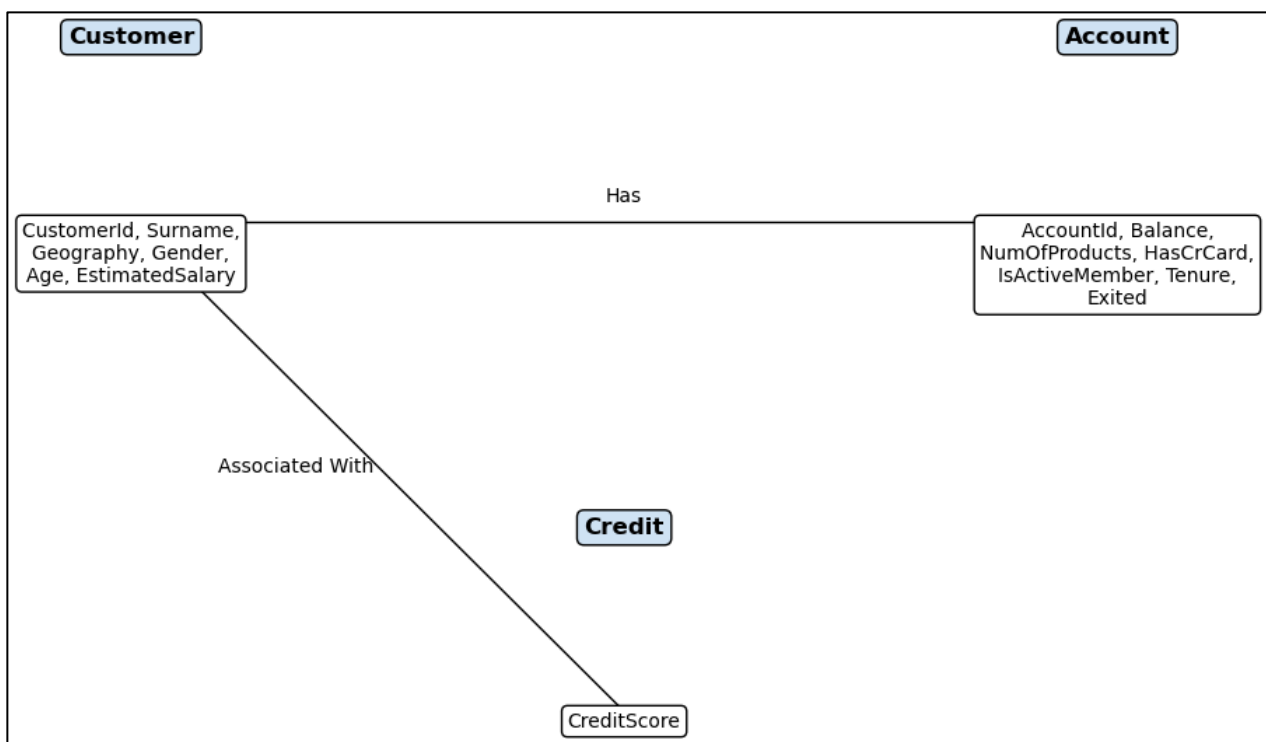 Customer
Account
Has
CustomerId, Surname,
Geography, Gender,
Age, EstimatedSalary
AccountId, Balance,
NumOfProducts, HasCrCard,
IsActiveMember, Tenure,
Exited
Associated With
Credit
CreditScore